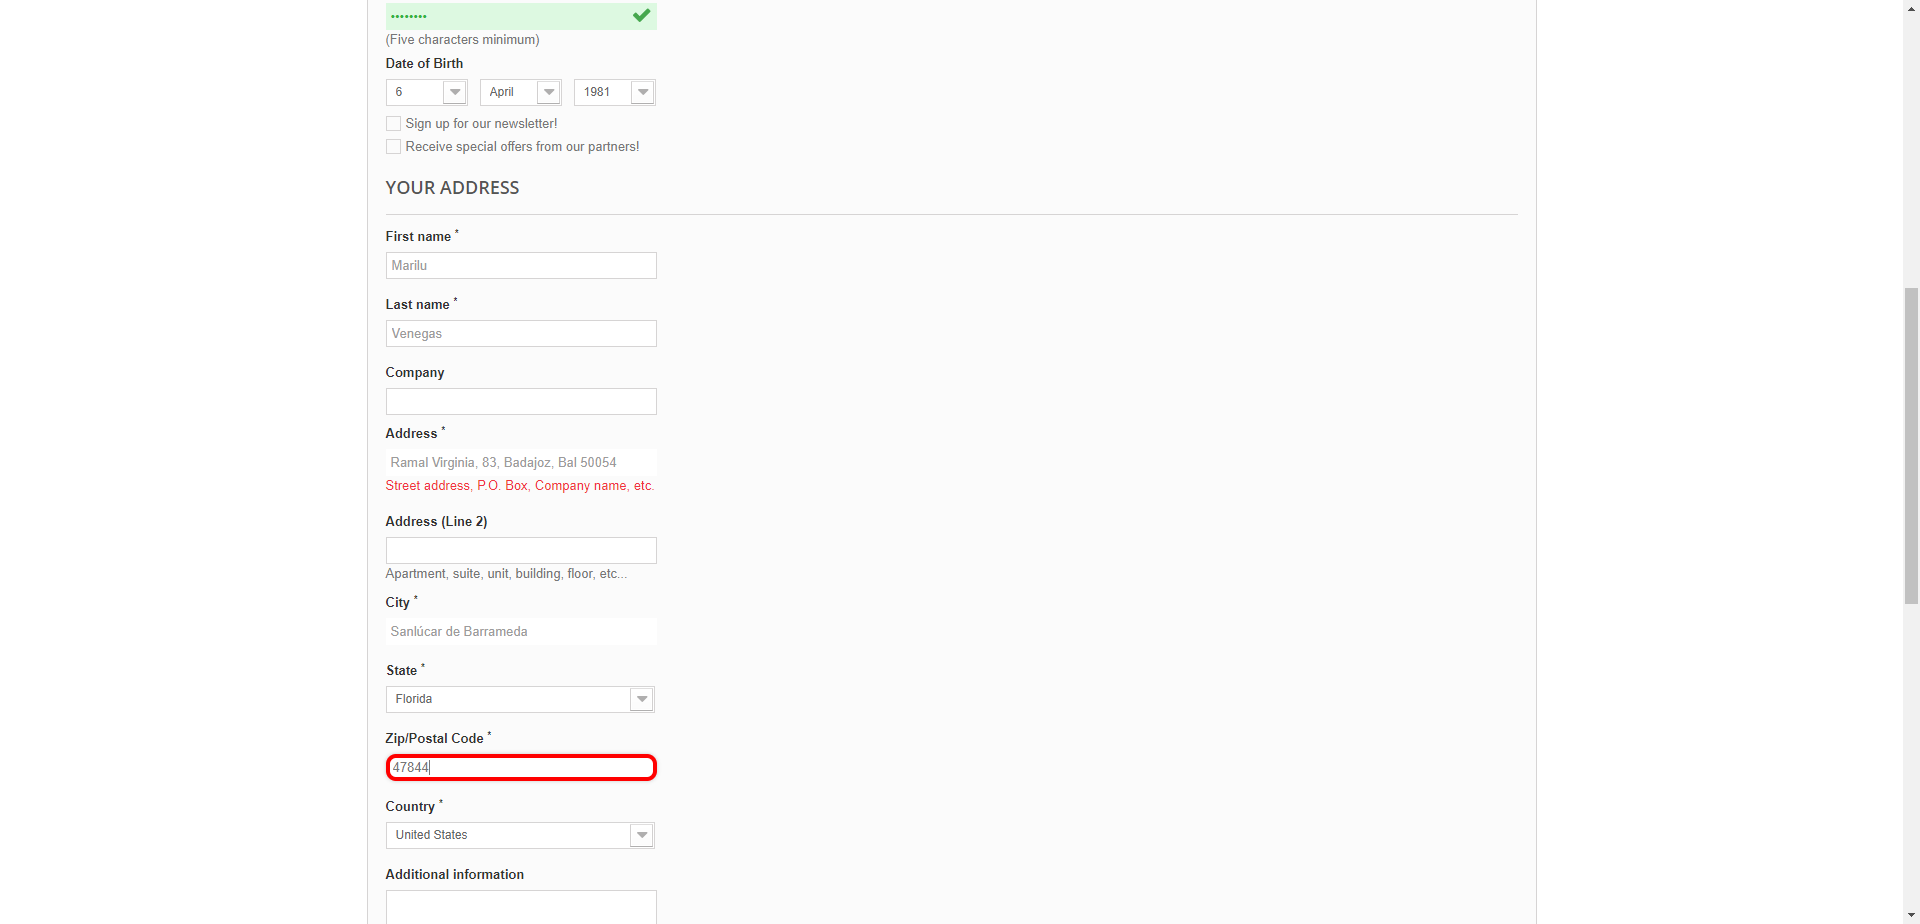 ••••••••
(Five characters minimum)
Date of Birth
6 April 1981
Sign up for our newsletter!
Receive special offers from our partners!
YOUR ADDRESS
First name *
Marilu
Last name *
Venegas
Company
Address *
Ramal Virginia, 83, Badajoz, Bal 50054
Street address, P.O. Box, Company name, etc.
Address (Line 2)
Apartment, suite, unit, building, floor, etc...
City *
Sanlúcar de Barrameda
State *
Florida
Zip/Postal Code *
47844
Country *
United States
Additional information